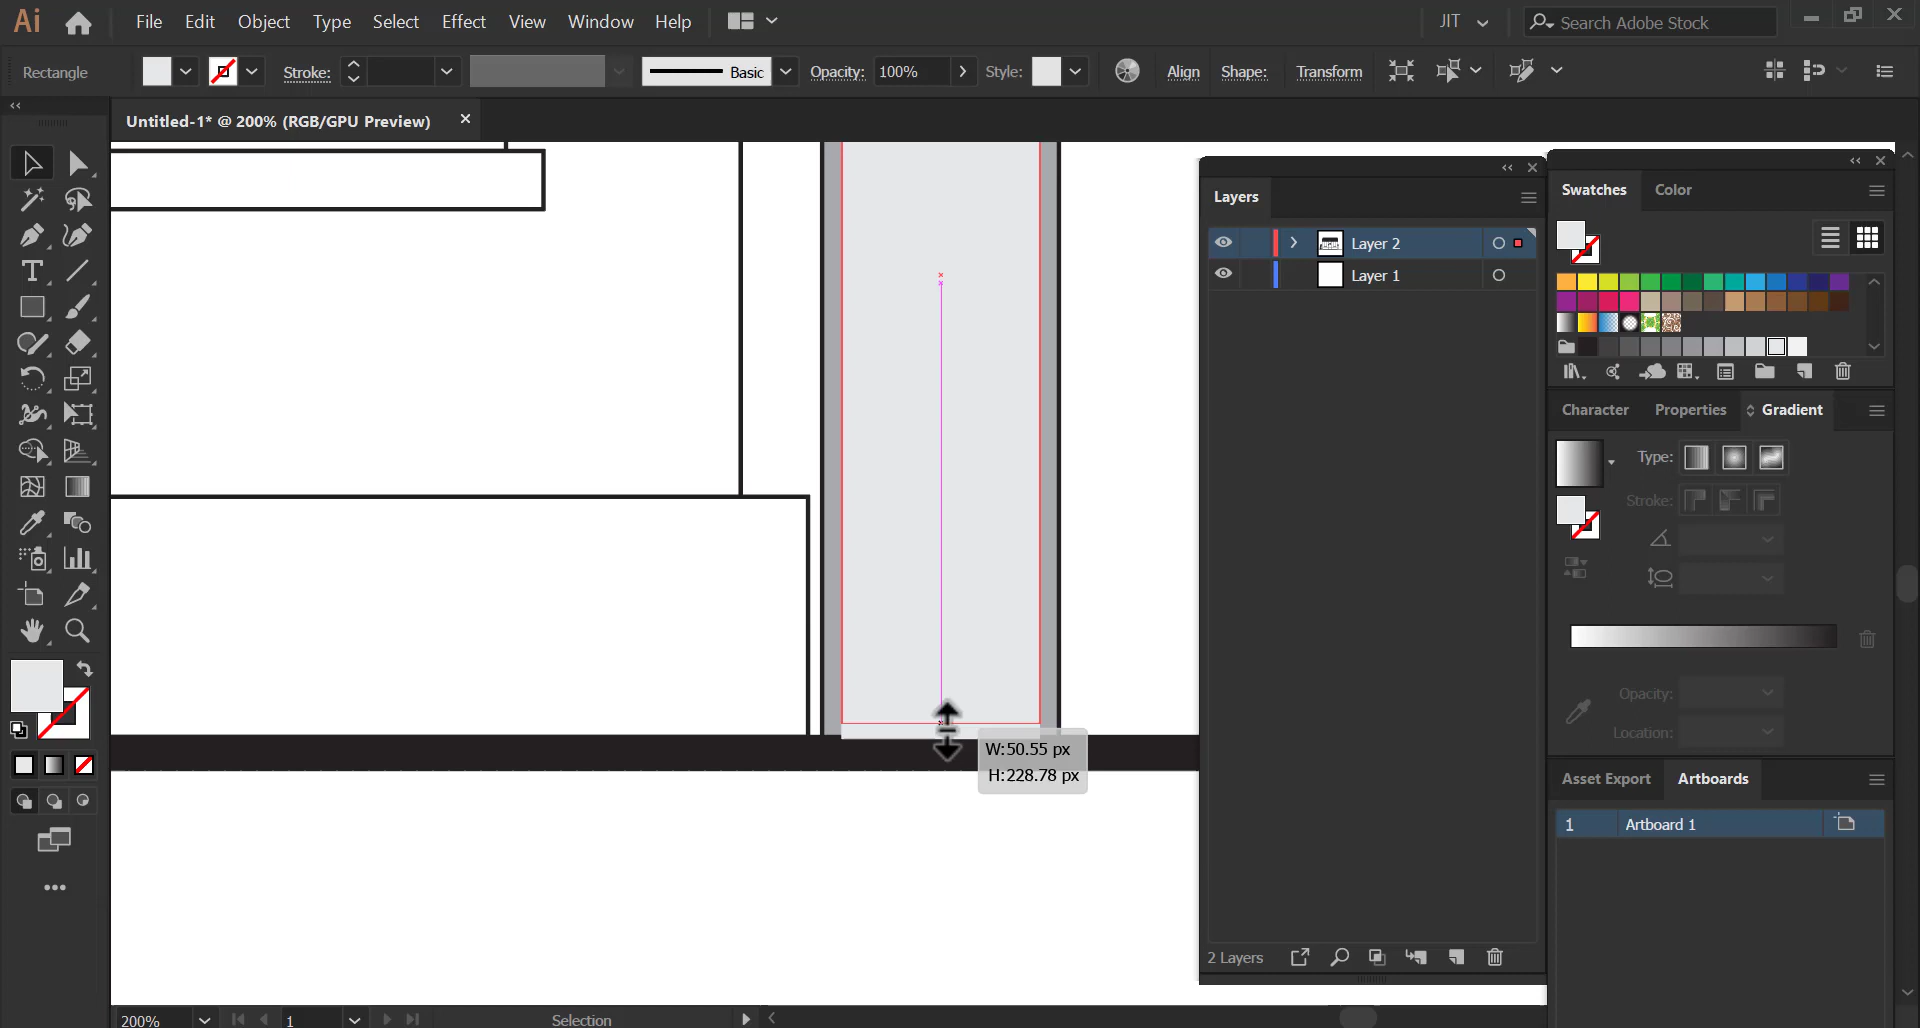 Ai File Edit Object Type Select Effect View Window Help JIT Search Adobe Stock
Rectangle Stroke: Basic Opacity: 100% Style: Align Shape: Transform
Untitled-1* @ 200% (RGB/GPU Preview)
Layers
Layer 2
Layer 1
2 Layers
Swatches Color
Character Properties Gradient
Type:
Stroke:
Opacity:
Location:
Asset Export Artboards
1 Artboard 1
W:50.55 px
H:228.78 px
200% 1 Selection